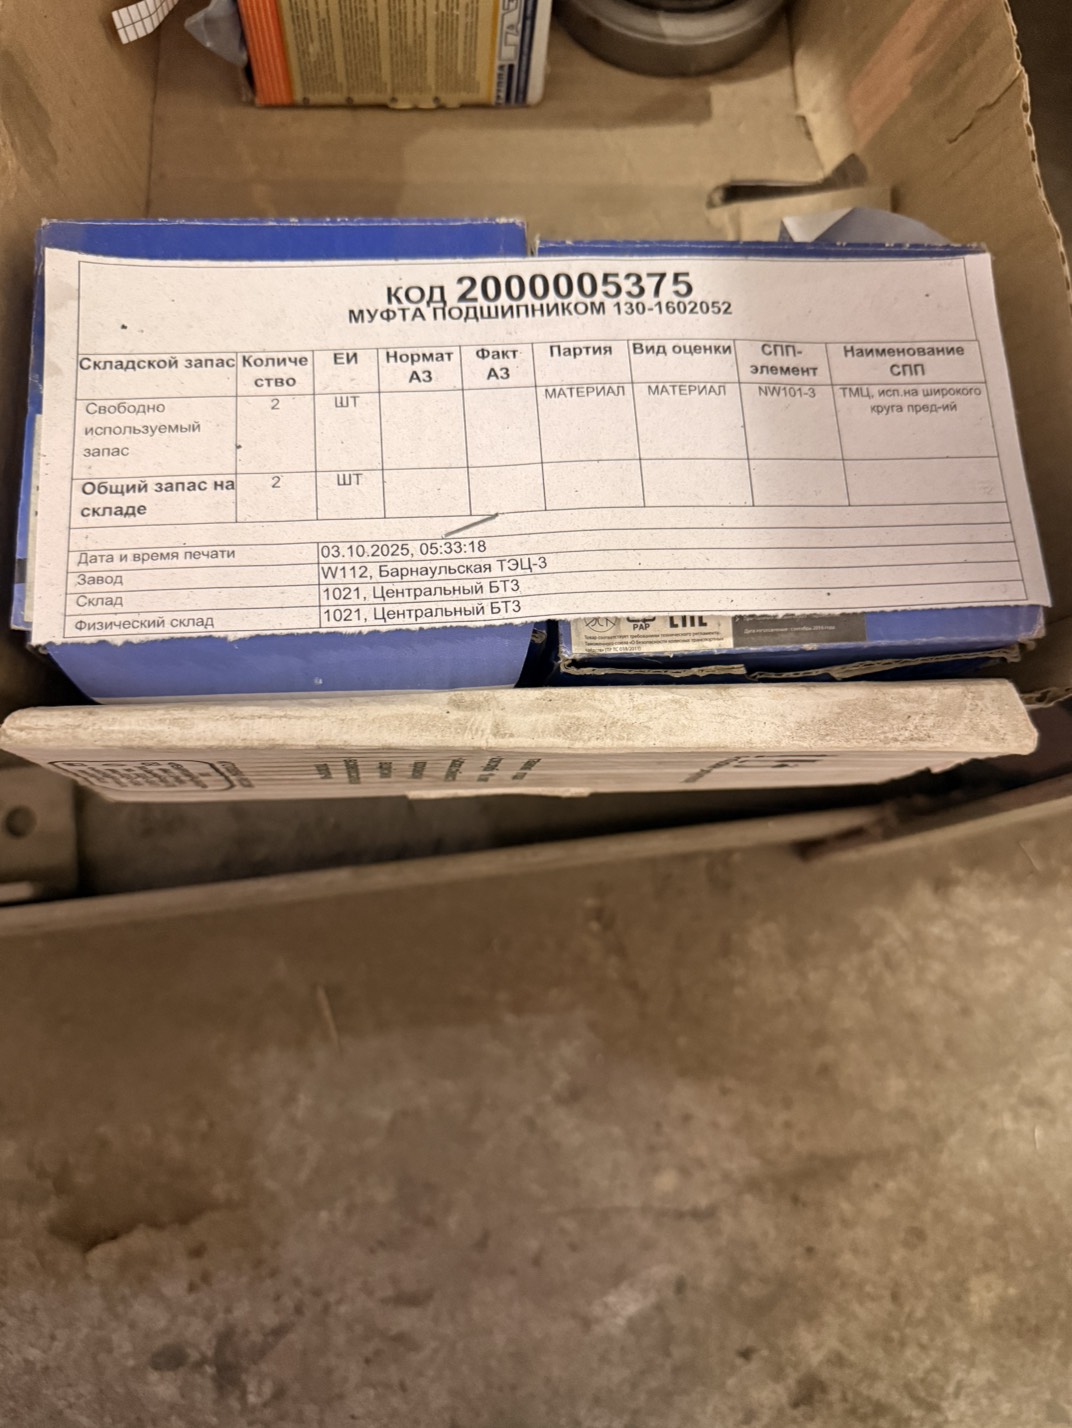 КОД 2000005375
МУФТА ПОДШИПНИКОМ 130-1602052
Складской запас Количе ство ЕИ Нормат АЗ Факт АЗ Партия Вид оценки СПП-элемент Наименование СПП
Свободно используемый запас 2 ШТ МАТЕРИАЛ МАТЕРИАЛ NW101-3 ТМЦ, исп.на широкого круга пред-ий
Общий запас на складе 2 ШТ
Дата и время печати 03.10.2025, 05:33:18
Завод W112, Барнаульская ТЭЦ-3
Склад 1021, Центральный БТЗ
Физический склад 1021, Центральный БТЗ
PAP